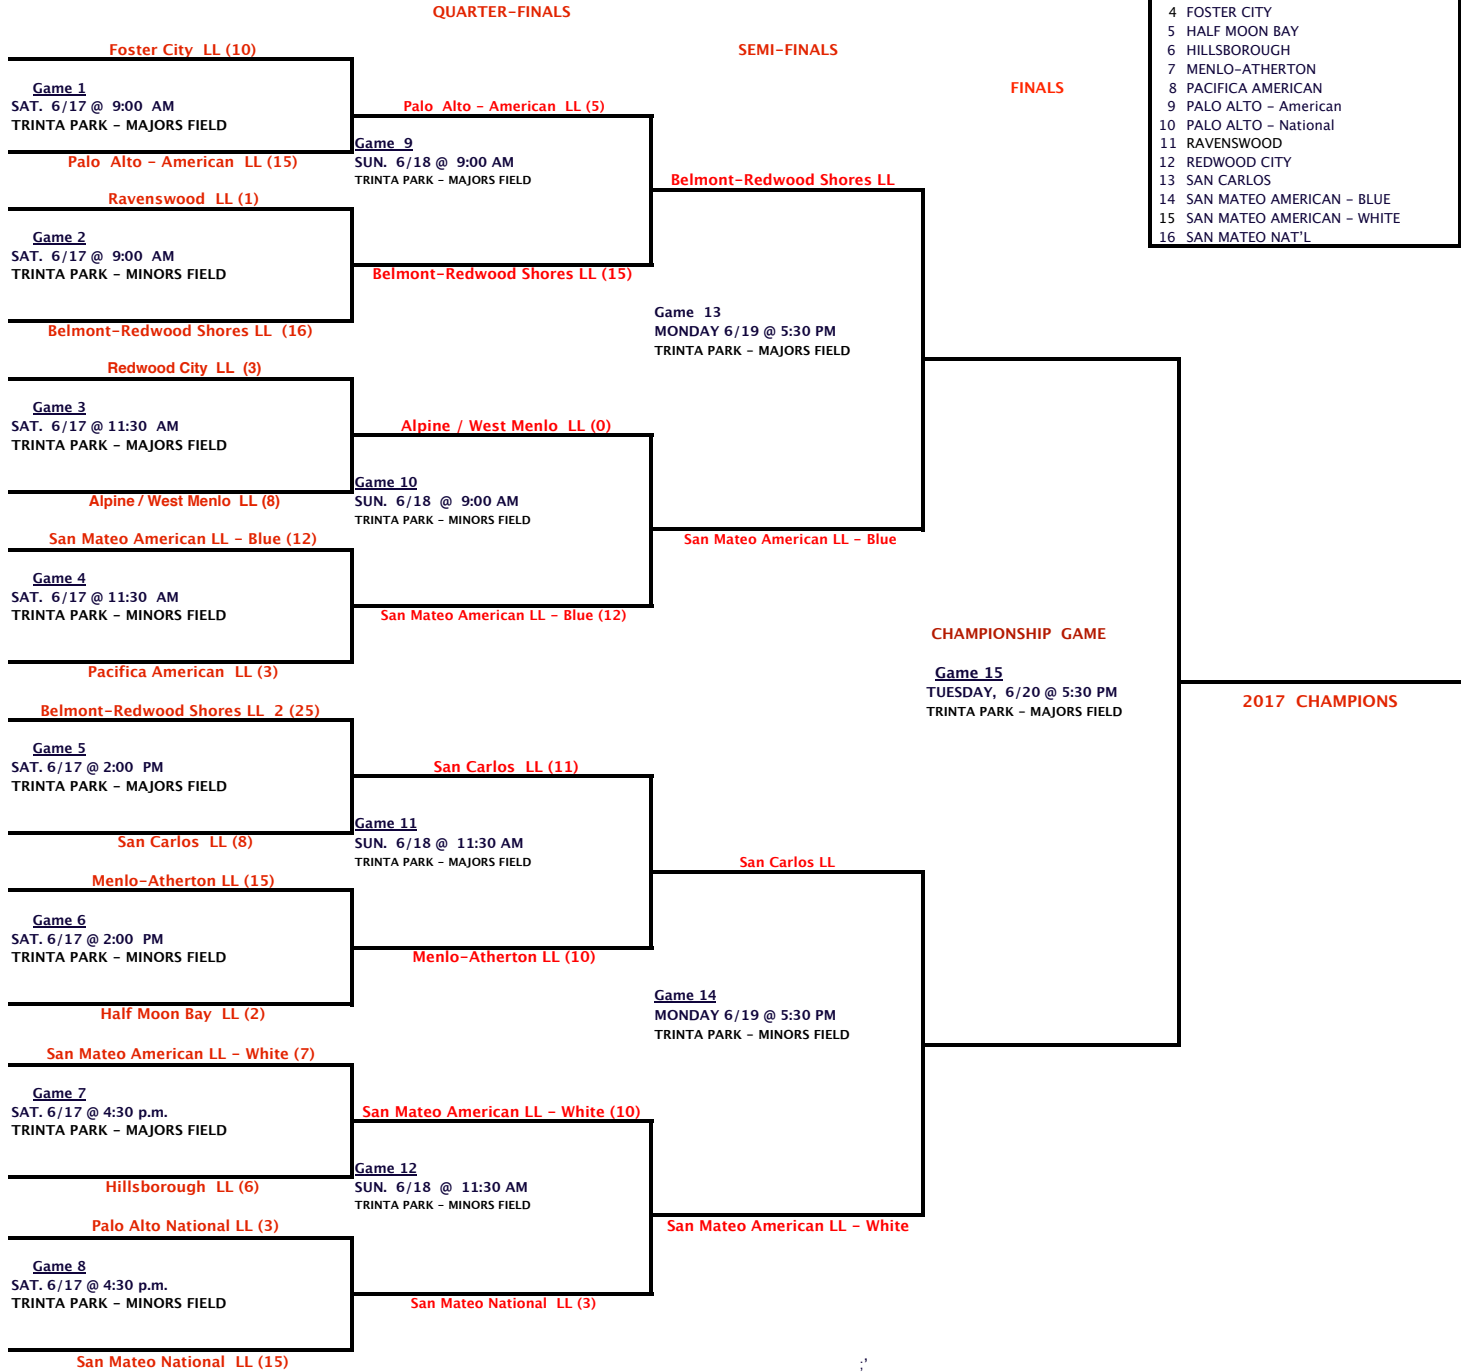 QUARTER-FINALS
SEMI-FINALS
FINALS
4 FOSTER CITY
5 HALF MOON BAY
6 HILLSBOROUGH
7 MENLO-ATHERTON
8 PACIFICA AMERICAN
9 PALO ALTO - American
10 PALO ALTO - National
11 RAVENSWOOD
12 REDWOOD CITY
13 SAN CARLOS
14 SAN MATEO AMERICAN - BLUE
15 SAN MATEO AMERICAN - WHITE
16 SAN MATEO NAT'L
Foster City LL (10)
Game 1
SAT. 6/17 @ 9:00 AM
TRINTA PARK - MAJORS FIELD
Palo Alto - American LL (15)
Ravenswood LL (1)
Game 2
SAT. 6/17 @ 9:00 AM
TRINTA PARK - MINORS FIELD
Belmont-Redwood Shores LL (16)
Redwood City LL (3)
Game 3
SAT. 6/17 @ 11:30 AM
TRINTA PARK - MAJORS FIELD
Alpine / West Menlo LL (8)
San Mateo American LL - Blue (12)
Game 4
SAT. 6/17 @ 11:30 AM
TRINTA PARK - MINORS FIELD
Pacifica American LL (3)
Belmont-Redwood Shores LL 2 (25)
Game 5
SAT. 6/17 @ 2:00 PM
TRINTA PARK - MAJORS FIELD
San Carlos LL (8)
Menlo-Atherton LL (15)
Game 6
SAT. 6/17 @ 2:00 PM
TRINTA PARK - MINORS FIELD
Half Moon Bay LL (2)
San Mateo American LL - White (7)
Game 7
SAT. 6/17 @ 4:30 p.m.
TRINTA PARK - MAJORS FIELD
Hillsborough LL (6)
Palo Alto National LL (3)
Game 8
SAT. 6/17 @ 4:30 p.m.
TRINTA PARK - MINORS FIELD
San Mateo National LL (15)
Palo Alto - American LL (5)
Game 9
SUN. 6/18 @ 9:00 AM
TRINTA PARK - MAJORS FIELD
Belmont-Redwood Shores LL (15)
Alpine / West Menlo LL (0)
Game 10
SUN. 6/18 @ 9:00 AM
TRINTA PARK - MINORS FIELD
San Mateo American LL - Blue (12)
San Carlos LL (11)
Game 11
SUN. 6/18 @ 11:30 AM
TRINTA PARK - MAJORS FIELD
Menlo-Atherton LL (10)
San Mateo American LL - White (10)
Game 12
SUN. 6/18 @ 11:30 AM
TRINTA PARK - MINORS FIELD
San Mateo National LL (3)
Belmont-Redwood Shores LL
Game 13
MONDAY 6/19 @ 5:30 PM
TRINTA PARK - MAJORS FIELD
San Mateo American LL - Blue
San Carlos LL
Game 14
MONDAY 6/19 @ 5:30 PM
TRINTA PARK - MINORS FIELD
San Mateo American LL - White
CHAMPIONSHIP GAME
Game 15
TUESDAY, 6/20 @ 5:30 PM
TRINTA PARK - MAJORS FIELD
2017 CHAMPIONS
;'